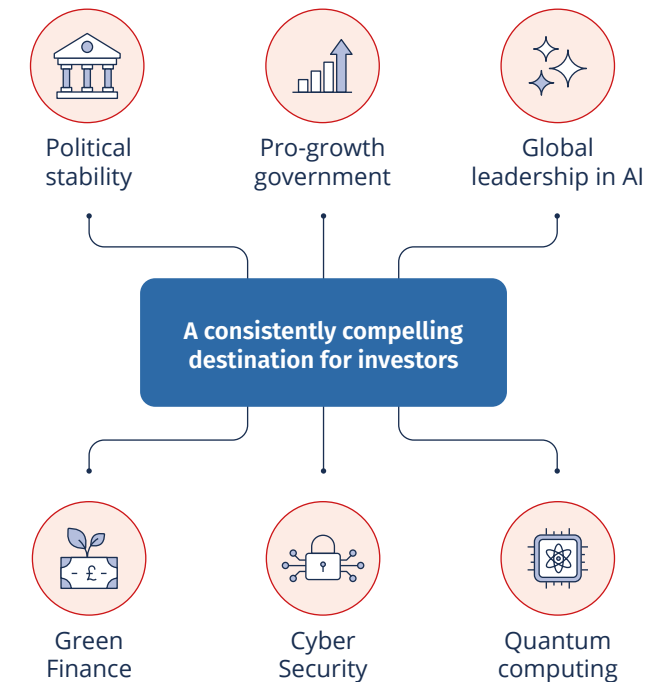 Political
stability
Pro-growth
government
Global
leadership in AI
A consistently compelling
destination for investors
- £ -
Green
Finance
Cyber
Security
Quantum
computing